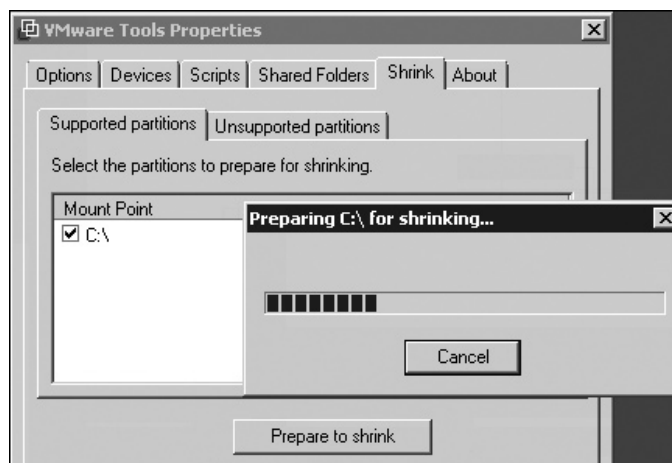 VMware Tools Properties
Options Devices Scripts Shared Folders Shrink About
Supported partitions Unsupported partitions
Select the partitions to prepare for shrinking.
Mount Point
C:\
Preparing C:\ for shrinking...
Cancel
Prepare to shrink